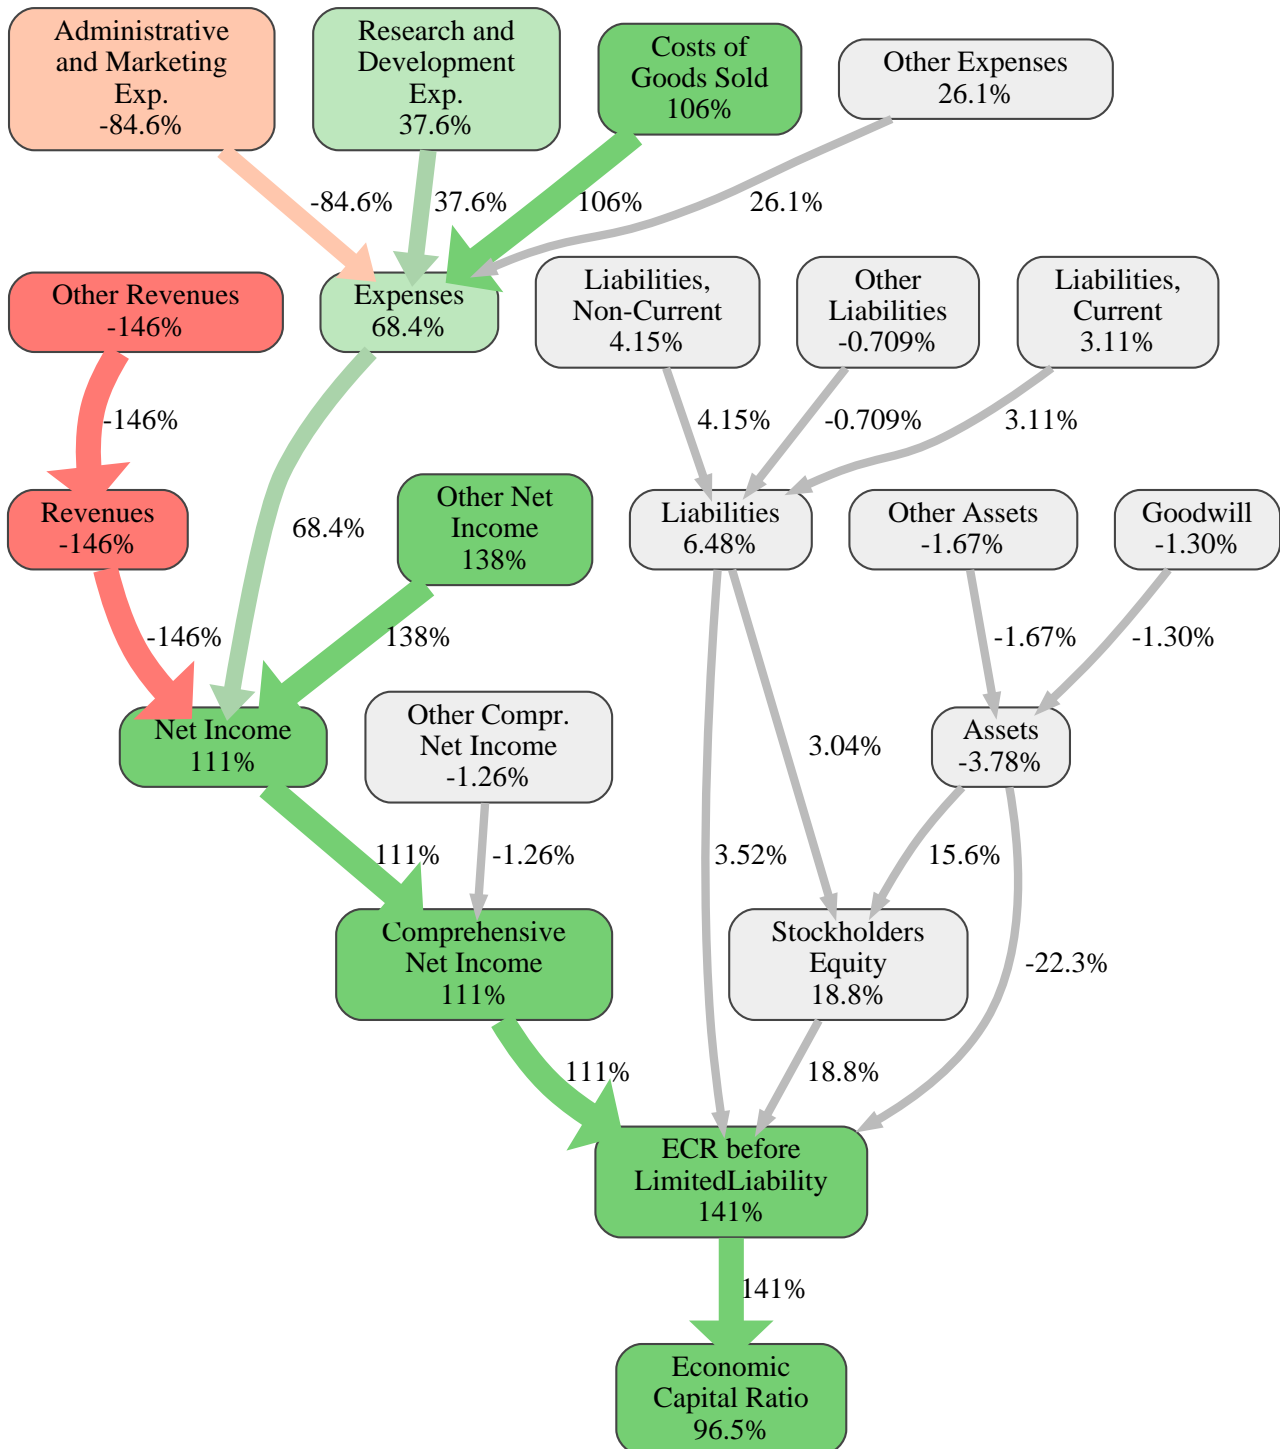 Administrative
and Marketing
Exp.
-84.6%
Research and
Development
Exp.
37.6%
Costs of
Goods Sold
106%
Other Expenses
26.1%
-84.6%
37.6%
106%
26.1%
Other Revenues
-146%
Expenses
68.4%
Liabilities,
Non-Current
4.15%
Other
Liabilities
-0.709%
Liabilities,
Current
3.11%
-146%
4.15%
-0.709%
3.11%
Revenues
-146%
68.4%
Other Net
Income
138%
Liabilities
6.48%
Other Assets
-1.67%
Goodwill
-1.30%
-146%
138%
-1.67%
-1.30%
Net Income
111%
Other Compr.
Net Income
-1.26%
3.04%
Assets
-3.78%
111%
-1.26%
3.52%
15.6%
Comprehensive
Net Income
111%
Stockholders
Equity
18.8%
-22.3%
111%
18.8%
ECR before
LimitedLiability
141%
141%
Economic
Capital Ratio
96.5%